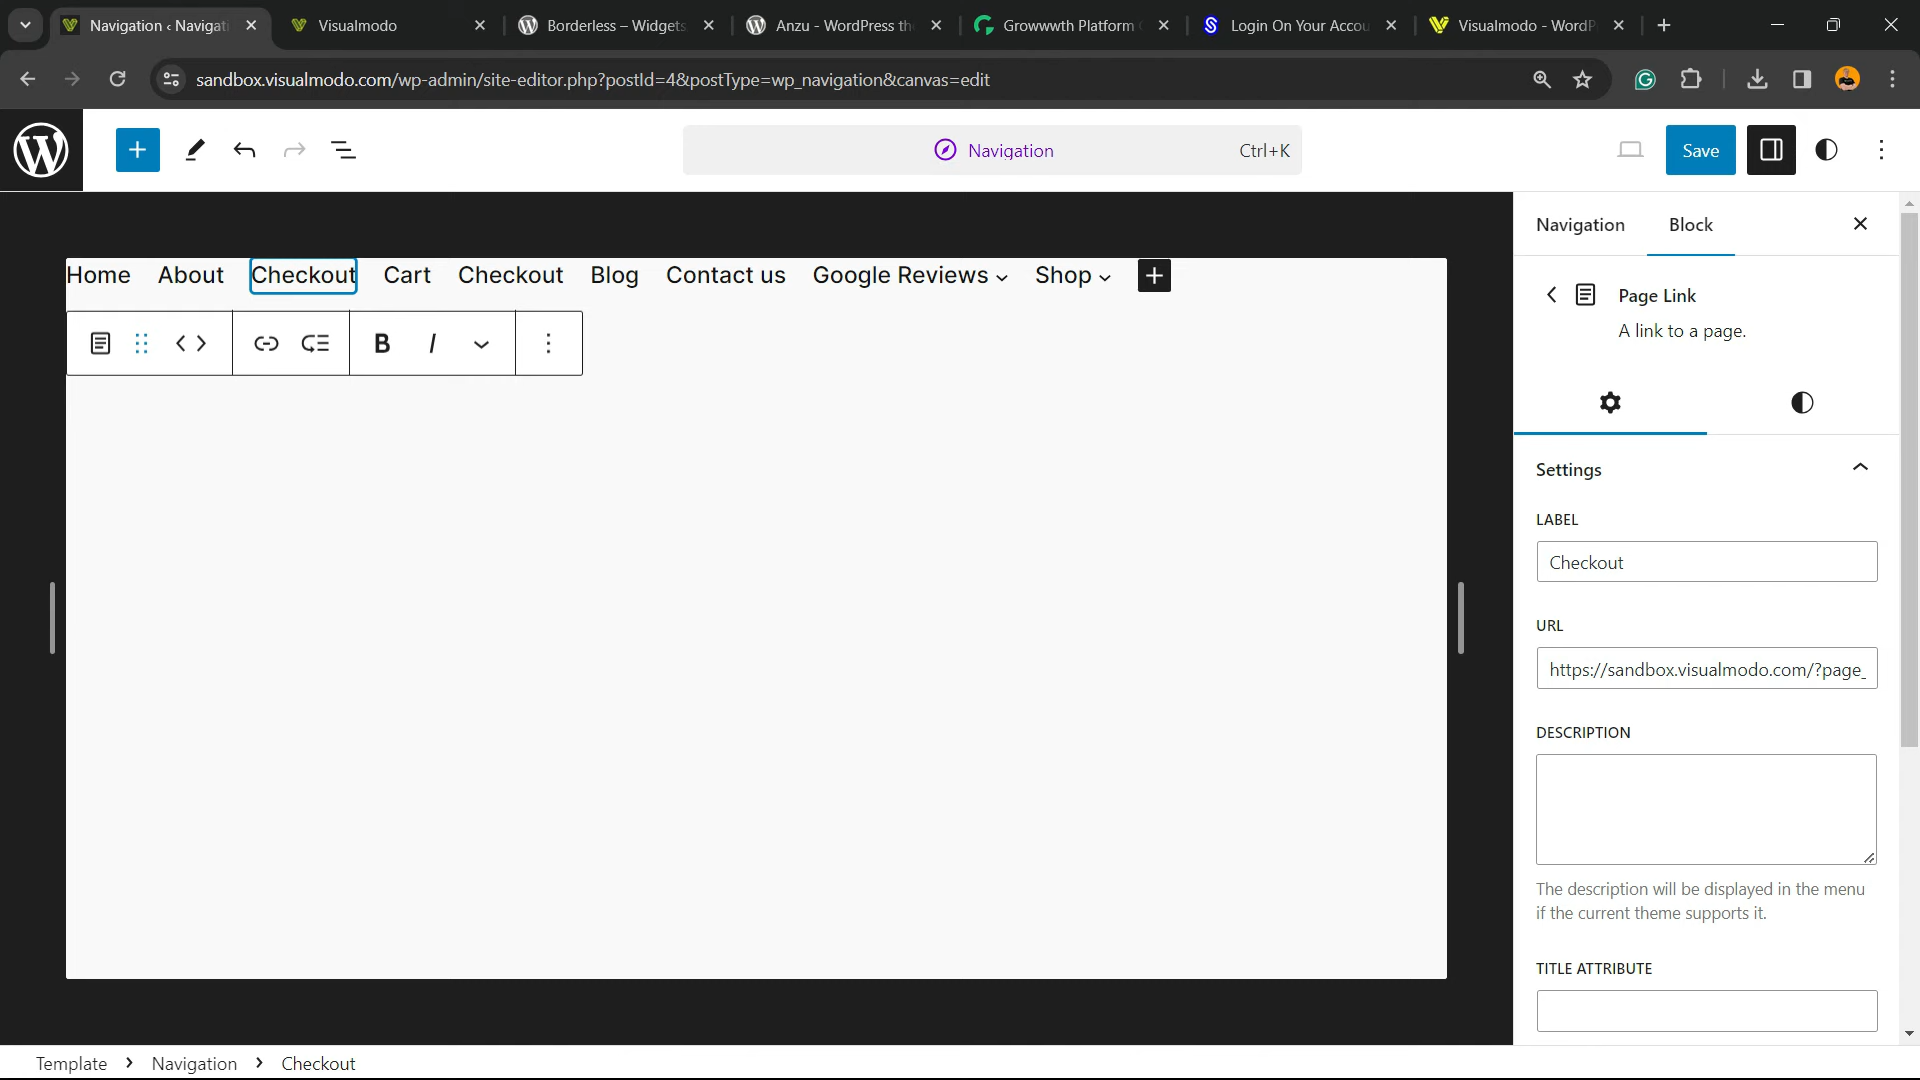 Navigation ‹ Navigati
Visualmodo
Borderless – Widgets
Anzu - WordPress th
Growwwth Platform
Login On Your Accou
Visualmodo - WordP
sandbox.visualmodo.com/wp-admin/site-editor.php?postId=4&postType=wp_navigation&canvas=edit
Navigation
Ctrl+K
Save
Home About Checkout Cart Checkout Blog Contact us Google Reviews Shop
B I
Navigation Block
Page Link
A link to a page.
Settings
LABEL
Checkout
URL
https://sandbox.visualmodo.com/?page_
DESCRIPTION
The description will be displayed in the menu
if the current theme supports it.
TITLE ATTRIBUTE
Template > Navigation > Checkout